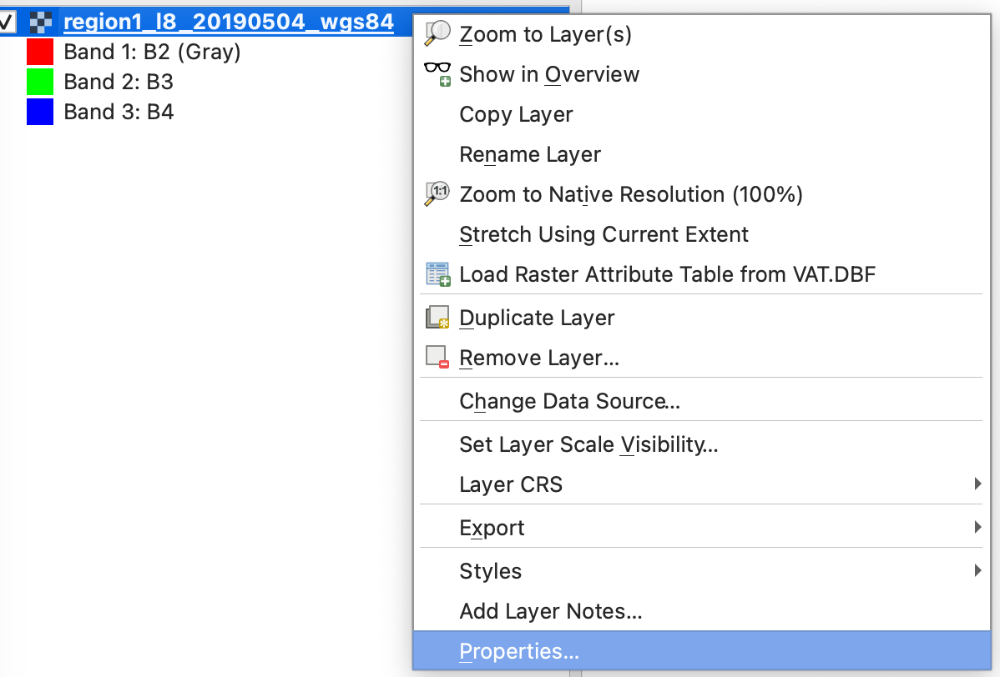 region1_l8_20190504_wgs84
Band 1: B2 (Gray)
Band 2: B3
Band 3: B4
Zoom to Layer(s)
Show in Overview
Copy Layer
Rename Layer
1:1
Zoom to Native Resolution (100%)
Stretch Using Current Extent
Load Raster Attribute Table from VAT.DBF
Duplicate Layer
Remove Layer...
Change Data Source...
Set Layer Scale Visibility...
Layer CRS
Export
Styles
Add Layer Notes...
Properties...